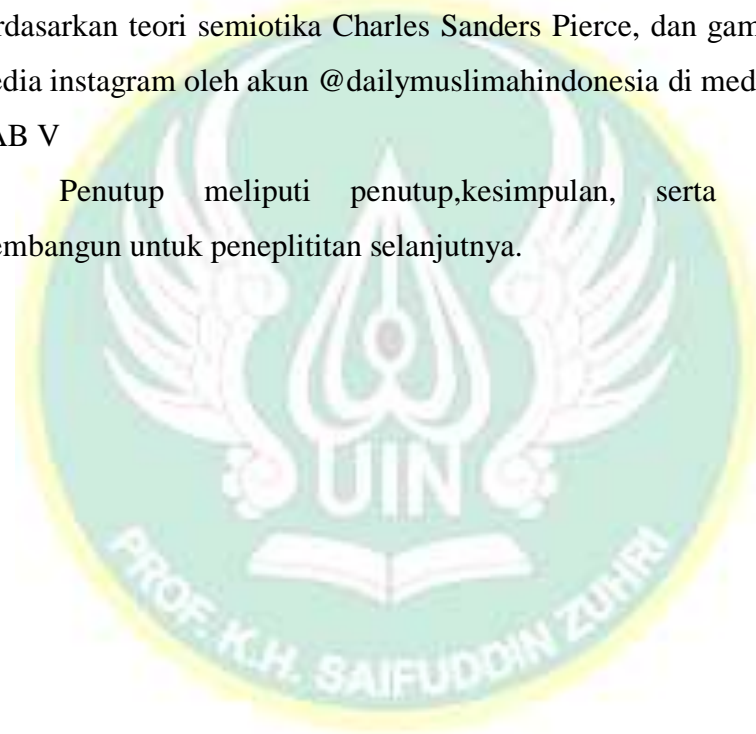 rdasarkan teori semiotika Charles Sanders Pierce, dan gam
edia instagram oleh akun @dailymuslimahindonesia di med
AB V
Penutup meliputi penutup,kesimpulan, serta
embangun untuk peneplititan selanjutnya.
UIN
PROF. K.H. SAIFUDDIN ZUHRI